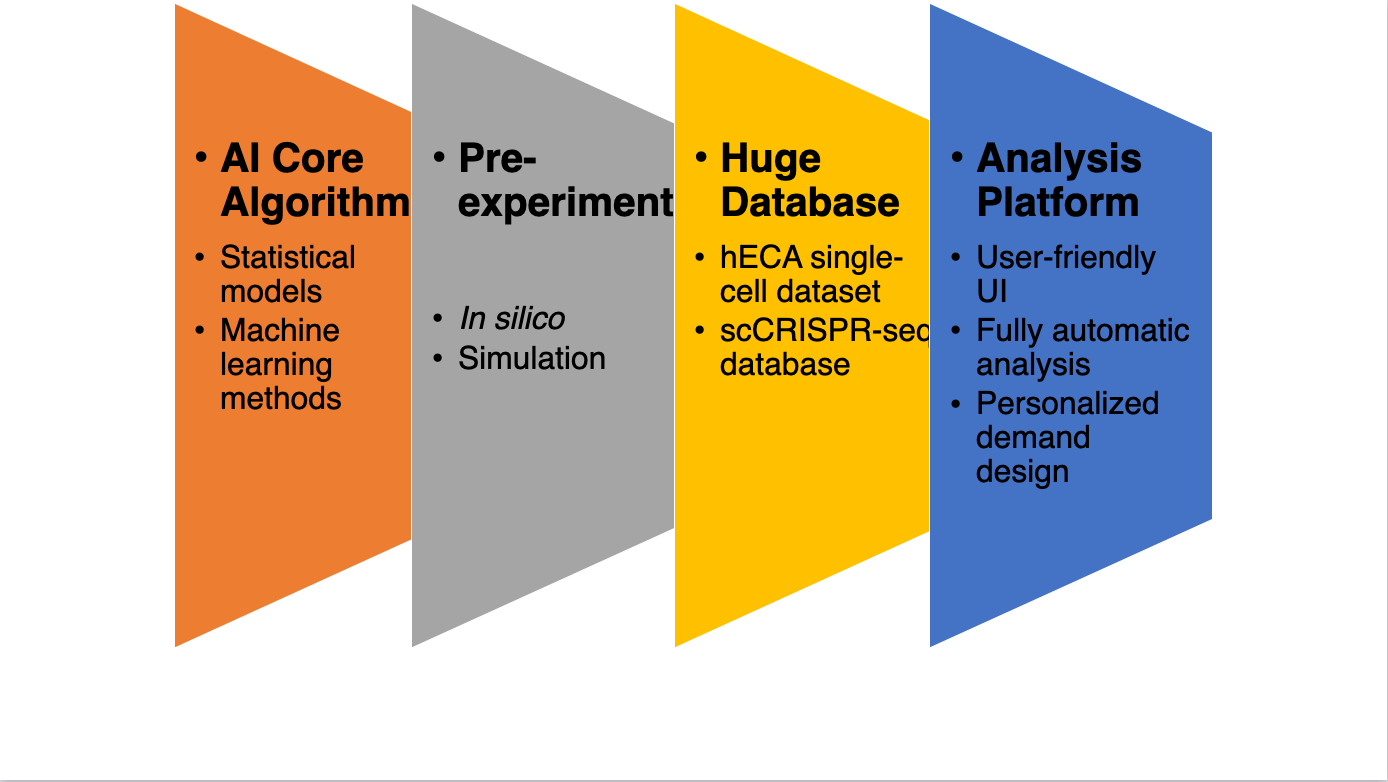 • AI Core
Algorithm
• Statistical
models
• Machine
learning
methods
• Pre-
experiment
• In silico
• Simulation
• Huge
Database
• hECA single-
cell dataset
• scCRISPR-seq
database
• Analysis
Platform
• User-friendly
UI
• Fully automatic
analysis
• Personalized
demand
design